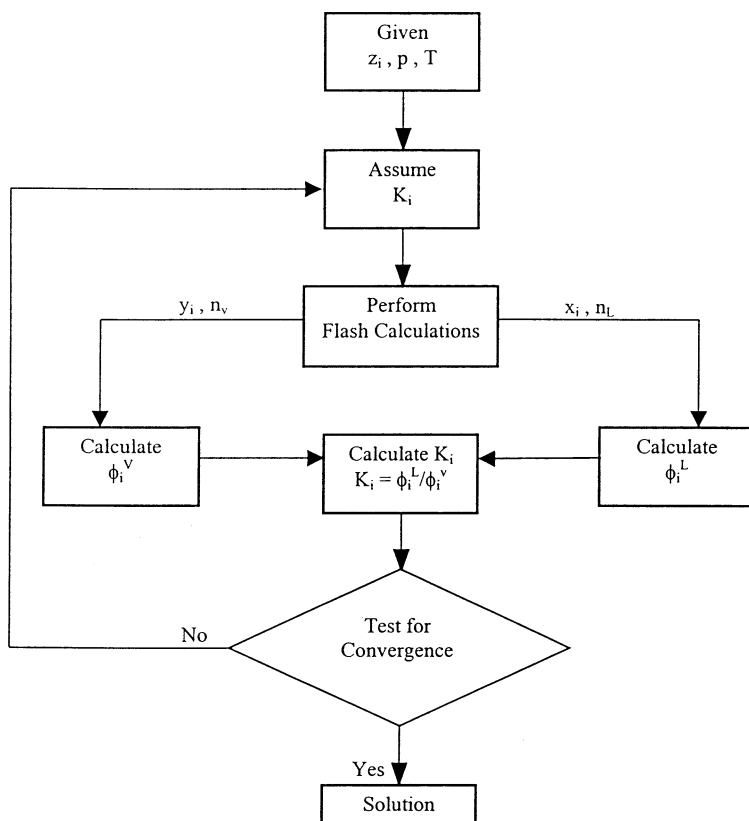 Given
zᵢ , p , T
Assume
Kᵢ
yᵢ , nᵥ
Perform
Flash Calculations
xᵢ , n_L
Calculate
ϕᵢⱽ
Calculate Kᵢ
Kᵢ = ϕᵢᴸ/ϕᵢᵛ
Calculate
ϕᵢᴸ
No
Test for
Convergence
Yes
Solution